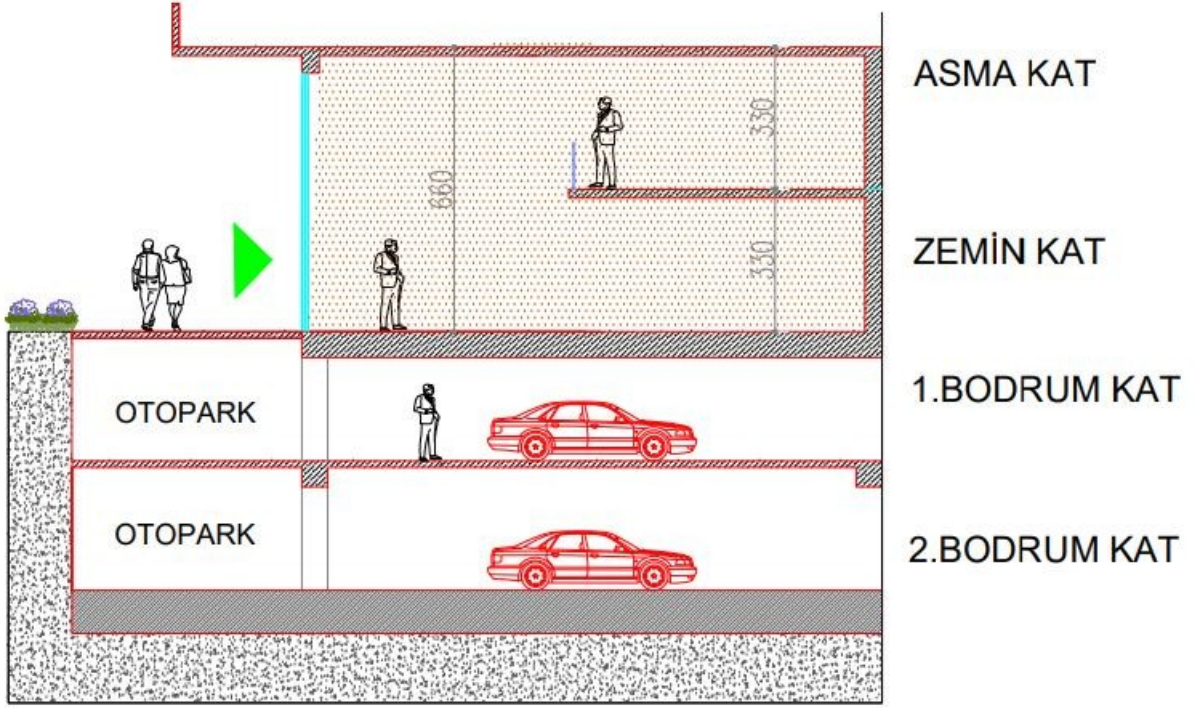 ASMA KAT
330
660
ZEMİN KAT
330
1.BODRUM KAT
OTOPARK
OTOPARK
2.BODRUM KAT